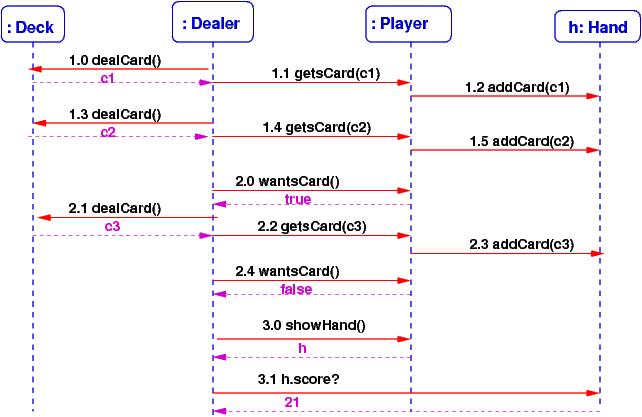 : Deck
: Dealer
: Player
h: Hand
1.0 dealCard()
c1
1.1 getsCard(c1)
1.2 addCard(c1)
1.3 dealCard()
c2
1.4 getsCard(c2)
1.5 addCard(c2)
2.0 wantsCard()
true
2.1 dealCard()
c3
2.2 getsCard(c3)
2.3 addCard(c3)
2.4 wantsCard()
false
3.0 showHand()
h
3.1 h.score?
21